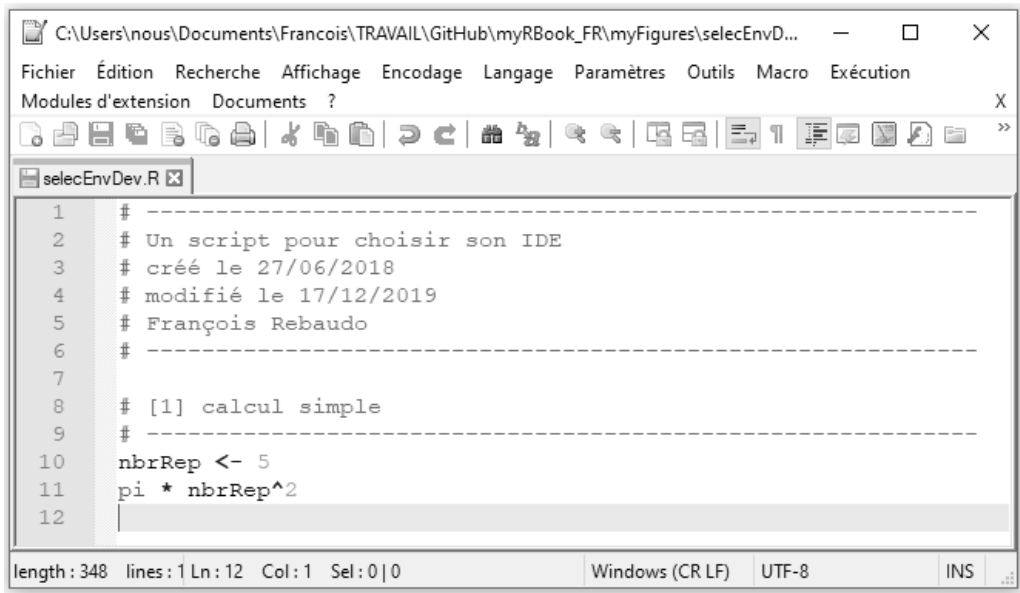 C:\Users\nous\Documents\Francois\TRAVAIL\GitHub\myRBook_FR\myFigures\selecEnvD...
Fichier Édition Recherche Affichage Encodage Langage Paramètres Outils Macro Exécution
Modules d'extension Documents ? X
selecEnvDev.R
1 # ------------------------------------------------------------
2 # Un script pour choisir son IDE
3 # créé le 27/06/2018
4 # modifié le 17/12/2019
5 # François Rebaudo
6 # ------------------------------------------------------------
7
8 # [1] calcul simple
9 # ------------------------------------------------------------
10 nbrRep <- 5
11 pi * nbrRep^2
12
length : 348 lines : 1 Ln : 12 Col : 1 Sel : 0 | 0 Windows (CR LF) UTF-8 INS